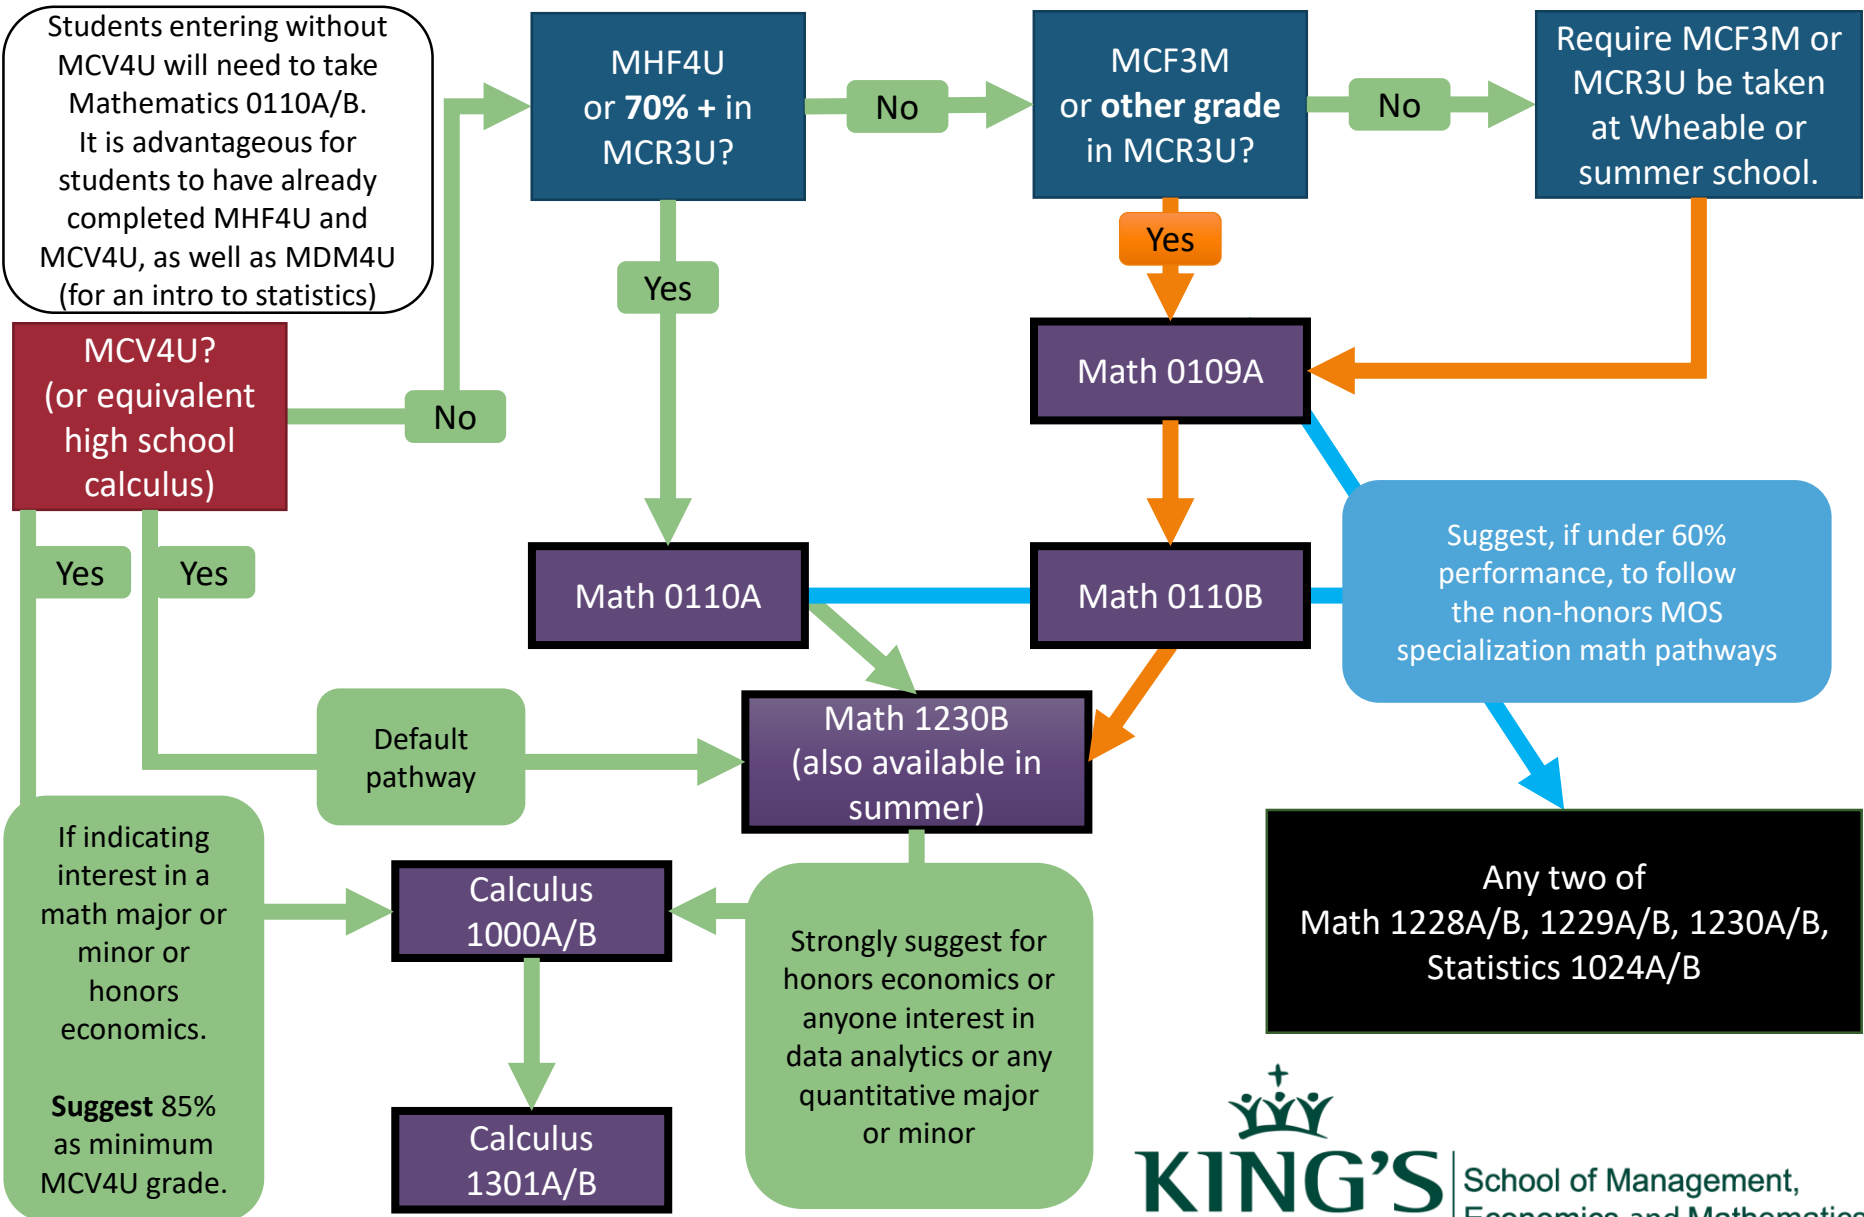 Students entering without
MCV4U will need to take
Mathematics 0110A/B.
It is advantageous for
students to have already
completed MHF4U and
MCV4U, as well as MDM4U
(for an intro to statistics)
MHF4U
or 70% + in
MCR3U?
No
MCF3M
or other grade
in MCR3U?
No
Require MCF3M or
MCR3U be taken
at Wheable or
summer school.
Yes
Yes
MCV4U?
(or equivalent
high school
calculus)
No
Math 0109A
Yes
Yes
Math 0110A
Math 0110B
Suggest, if under 60%
performance, to follow
the non-honors MOS
specialization math pathways
Default
pathway
Math 1230B
(also available in
summer)
If indicating
interest in a
math major or
minor or
honors
economics.
Suggest 85%
as minimum
MCV4U grade.
Calculus
1000A/B
Strongly suggest for
honors economics or
anyone interest in
data analytics or any
quantitative major
or minor
Any two of
Math 1228A/B, 1229A/B, 1230A/B,
Statistics 1024A/B
Calculus
1301A/B
KING'S
School of Management,
Economics and Mathematics